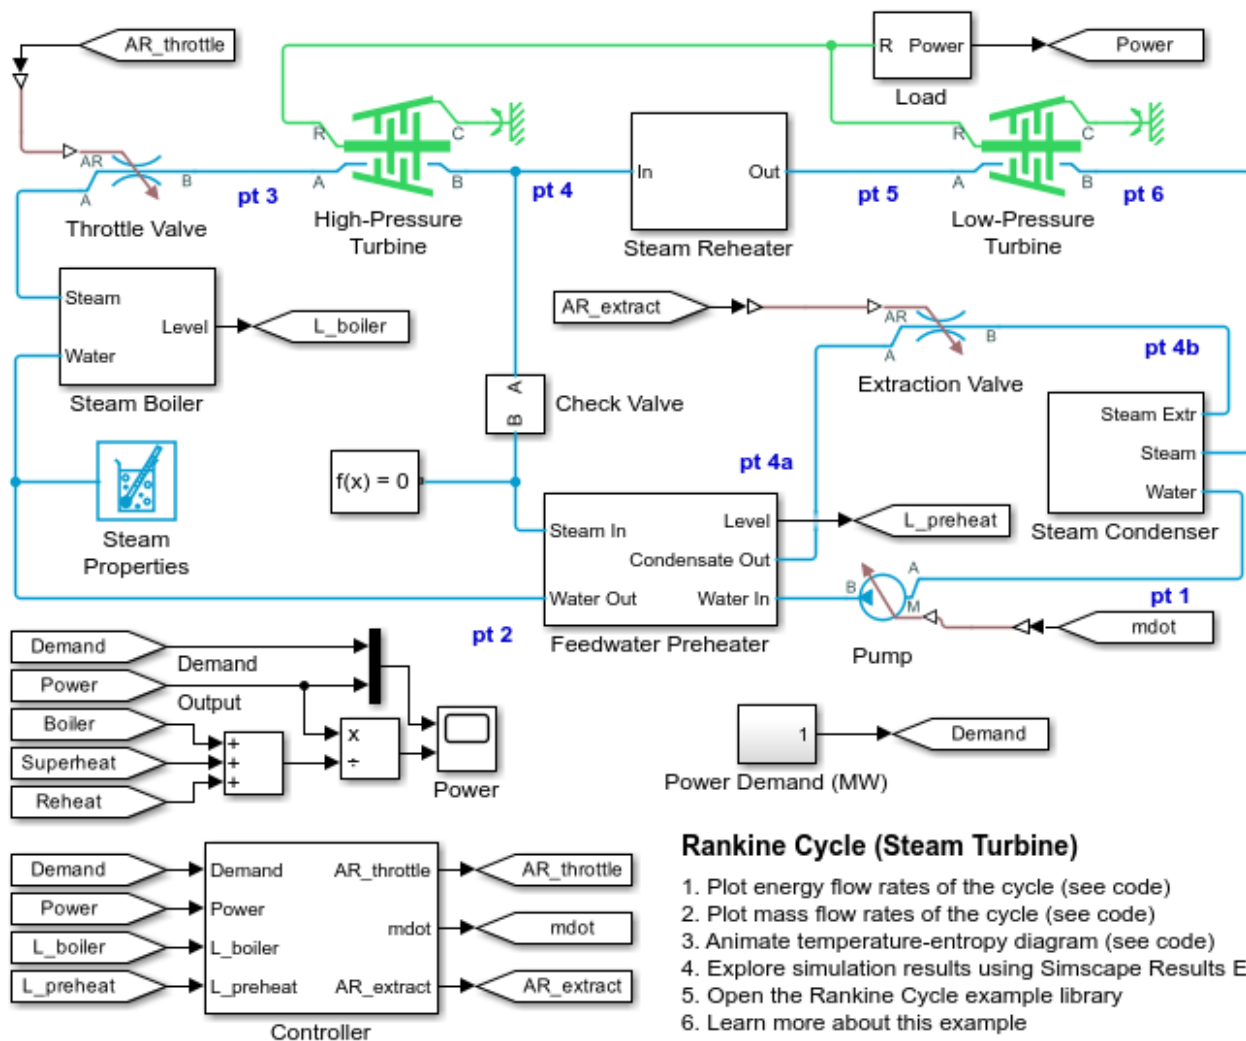 AR_throttle
R
Power
Power
Load
AR
A
B
Throttle Valve
pt 3
R
C
A
B
High-Pressure
Turbine
pt 4
In
Out
Steam Reheater
pt 5
R
C
A
B
Low-Pressure
Turbine
pt 6
Steam
Level
Water
Steam Boiler
L_boiler
AR_extract
AR
A
B
Extraction Valve
pt 4b
A
B
Check Valve
Steam Extr
Steam
Water
Steam Condenser
Steam
Properties
f(x) = 0
pt 4a
Steam In
Level
Condensate Out
Water Out
Water In
Feedwater Preheater
L_preheat
pt 2
B
A
M
Pump
pt 1
mdot
Demand
Demand
Power
Output
Boiler
Superheat
Reheat
+
+
+
x
÷
Power
1
Power Demand (MW)
Demand
Demand
Power
L_boiler
L_preheat
Demand
Power
L_boiler
L_preheat
AR_throttle
mdot
AR_extract
Controller
AR_throttle
mdot
AR_extract
Rankine Cycle (Steam Turbine)
1. Plot energy flow rates of the cycle (see code)
2. Plot mass flow rates of the cycle (see code)
3. Animate temperature-entropy diagram (see code)
4. Explore simulation results using Simscape Results E
5. Open the Rankine Cycle example library
6. Learn more about this example